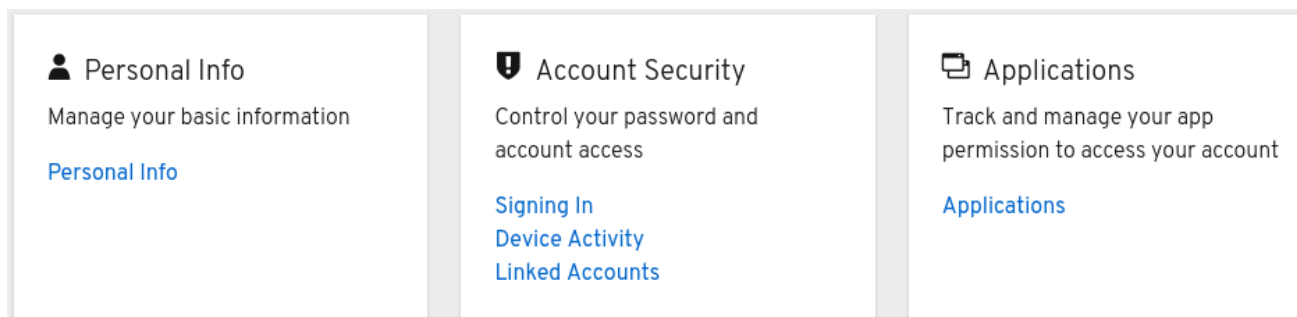 Personal Info
Manage your basic information
Personal Info
Account Security
Control your password and
account access
Signing In
Device Activity
Linked Accounts
Applications
Track and manage your app
permission to access your account
Applications